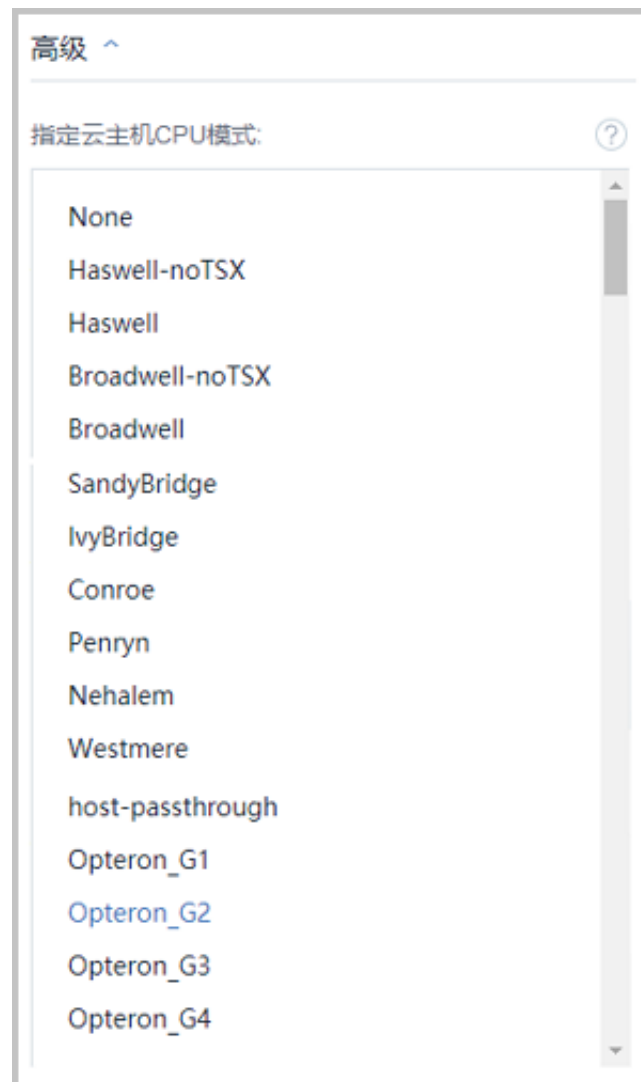 高级
指定云主机CPU模式:
None
Haswell-noTSX
Haswell
Broadwell-noTSX
Broadwell
SandyBridge
IvyBridge
Conroe
Penryn
Nehalem
Westmere
host-passthrough
Opteron_G1
Opteron_G2
Opteron_G3
Opteron_G4